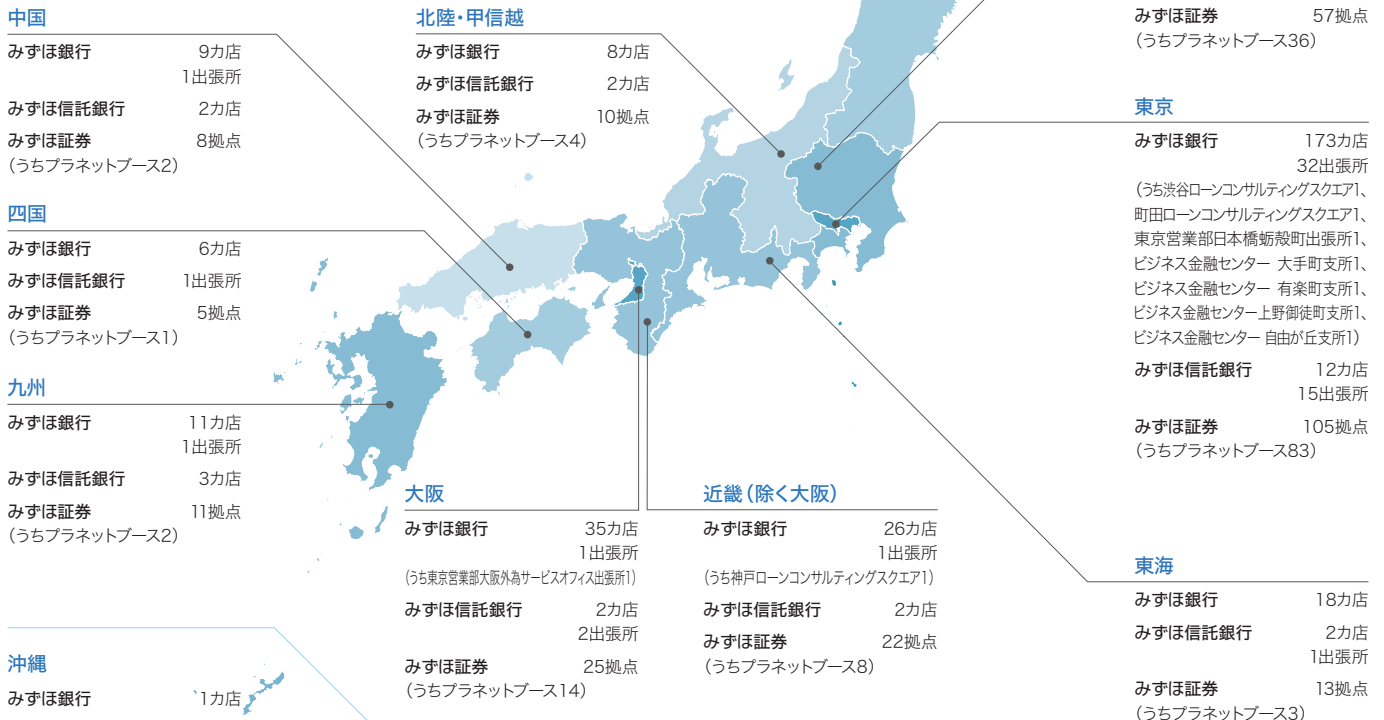 中国
みずほ銀行 9カ店
1出張所
みずほ信託銀行 2カ店
みずほ証券 8拠点
(うちプラネットブース2)
四国
みずほ銀行 6カ店
みずほ信託銀行 1出張所
みずほ証券 5拠点
(うちプラネットブース1)
九州
みずほ銀行 11カ店
1出張所
みずほ信託銀行 3カ店
みずほ証券 11拠点
(うちプラネットブース2)
沖縄
みずほ銀行 1カ店
北陸・甲信越
みずほ銀行 8カ店
みずほ信託銀行 2カ店
みずほ証券 10拠点
(うちプラネットブース4)
大阪
みずほ銀行 35カ店
1出張所
(うち東京営業部大阪外為サービスオフィス出張所1)
みずほ信託銀行 2カ店
2出張所
みずほ証券 25拠点
(うちプラネットブース14)
近畿(除く大阪)
みずほ銀行 26カ店
1出張所
(うち神戸ローンコンサルティングスクエア1)
みずほ信託銀行 2カ店
みずほ証券 22拠点
(うちプラネットブース8)
みずほ証券 57拠点
(うちプラネットブース36)
東京
みずほ銀行 173カ店
32出張所
(うち渋谷ローンコンサルティングスクエア1、
町田ローンコンサルティングスクエア1、
東京営業部日本橋蛎殻町出張所1、
ビジネス金融センター 大手町支所1、
ビジネス金融センター 有楽町支所1、
ビジネス金融センター上野御徒町支所1、
ビジネス金融センター 自由が丘支所1)
みずほ信託銀行 12カ店
15出張所
みずほ証券 105拠点
(うちプラネットブース83)
東海
みずほ銀行 18カ店
みずほ信託銀行 2カ店
1出張所
みずほ証券 13拠点
(うちプラネットブース3)